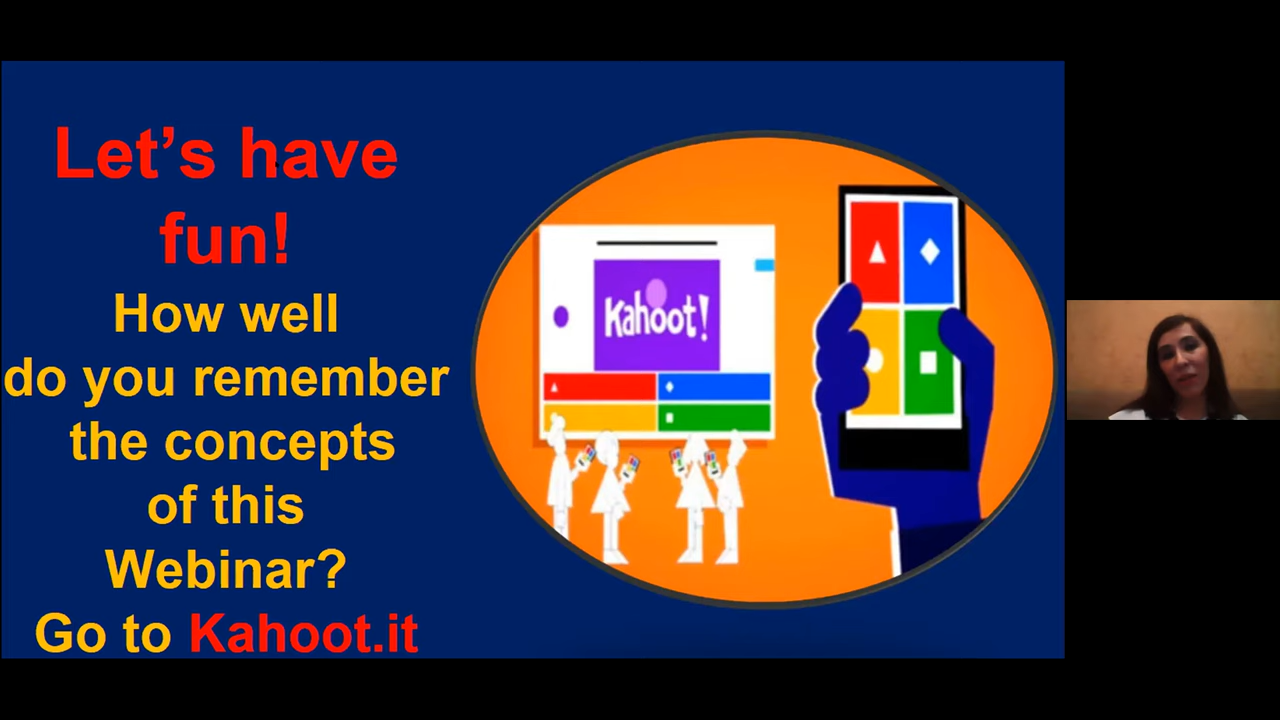 Let’s have
fun!
How well
do you remember
the concepts
of this
Webinar?
Go to Kahoot.it
Kahoot!